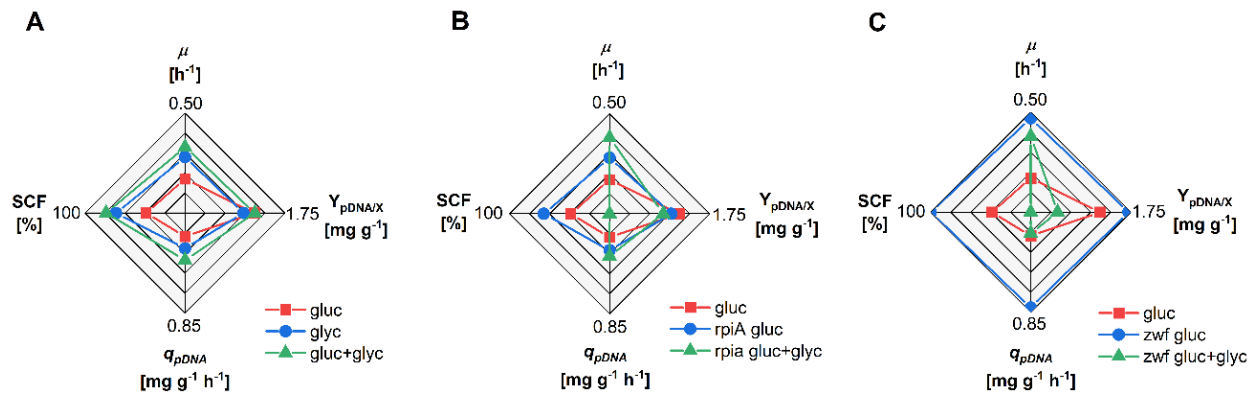 A
μ
[h-1]
0.50
SCF
[%]
100
YpDNA/X
[mg g-1]
1.75
0.85
qpDNA
[mg g-1 h-1]
gluc
glyc
gluc+glyc
B
μ
[h-1]
0.50
SCF
[%]
100
YpDNA/X
[mg g-1]
1.75
0.85
qpDNA
[mg g-1 h-1]
gluc
rpiA gluc
rpia gluc+glyc
C
μ
[h-1]
0.50
SCF
[%]
100
YpDNA/X
[mg g-1]
1.75
0.85
qpDNA
[mg g-1 h-1]
gluc
zwf gluc
zwf gluc+glyc